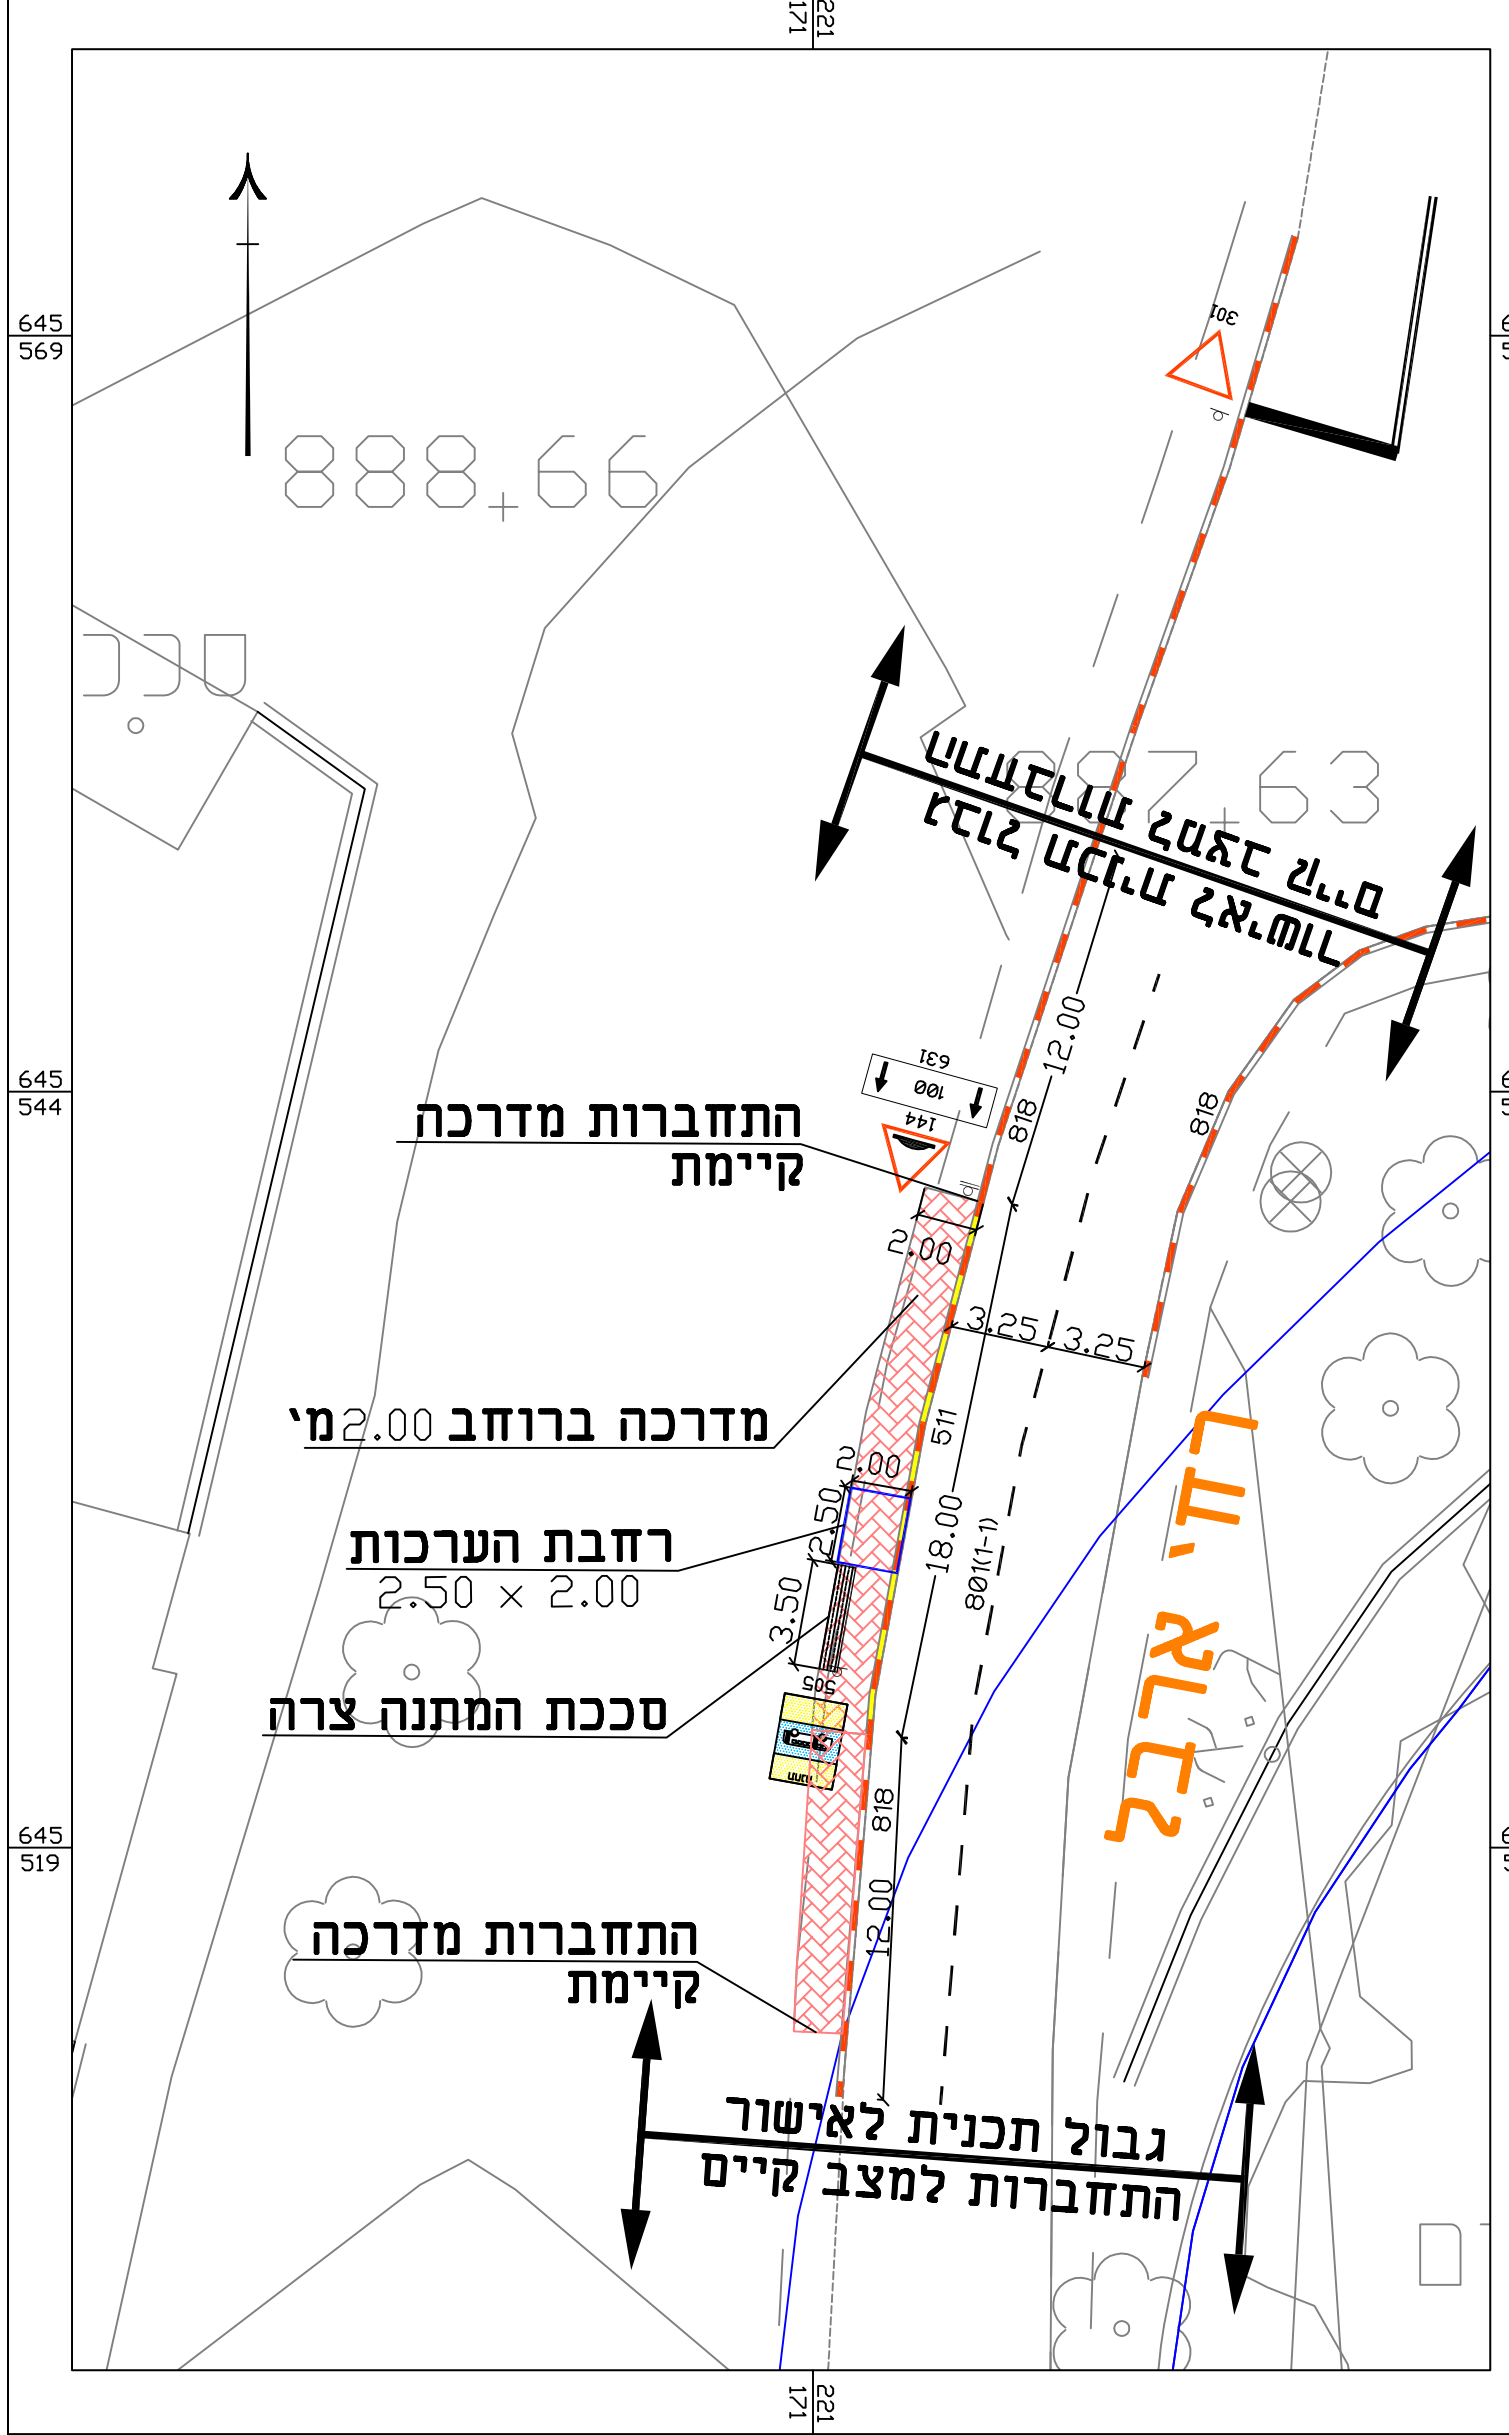 221
171
645
569
301
888.66
887.63
התחברות למצב קיים
גבול תכנית לאישור
645
544
631
100
144
12.00
818
818
התחברות מדרכה
קיימת
2.00
3.25
3.25
מדרכה ברוחב 2.00מ'
511
2.00
2.50
רחבת הערכות
2.50 x 2.00
18.00
801(1-1)
3.50
505
סככת המתנה צרה
645
519
818
12.00
התחברות מדרכה
קיימת
גבול תכנית לאישור
התחברות למצב קיים
221
171